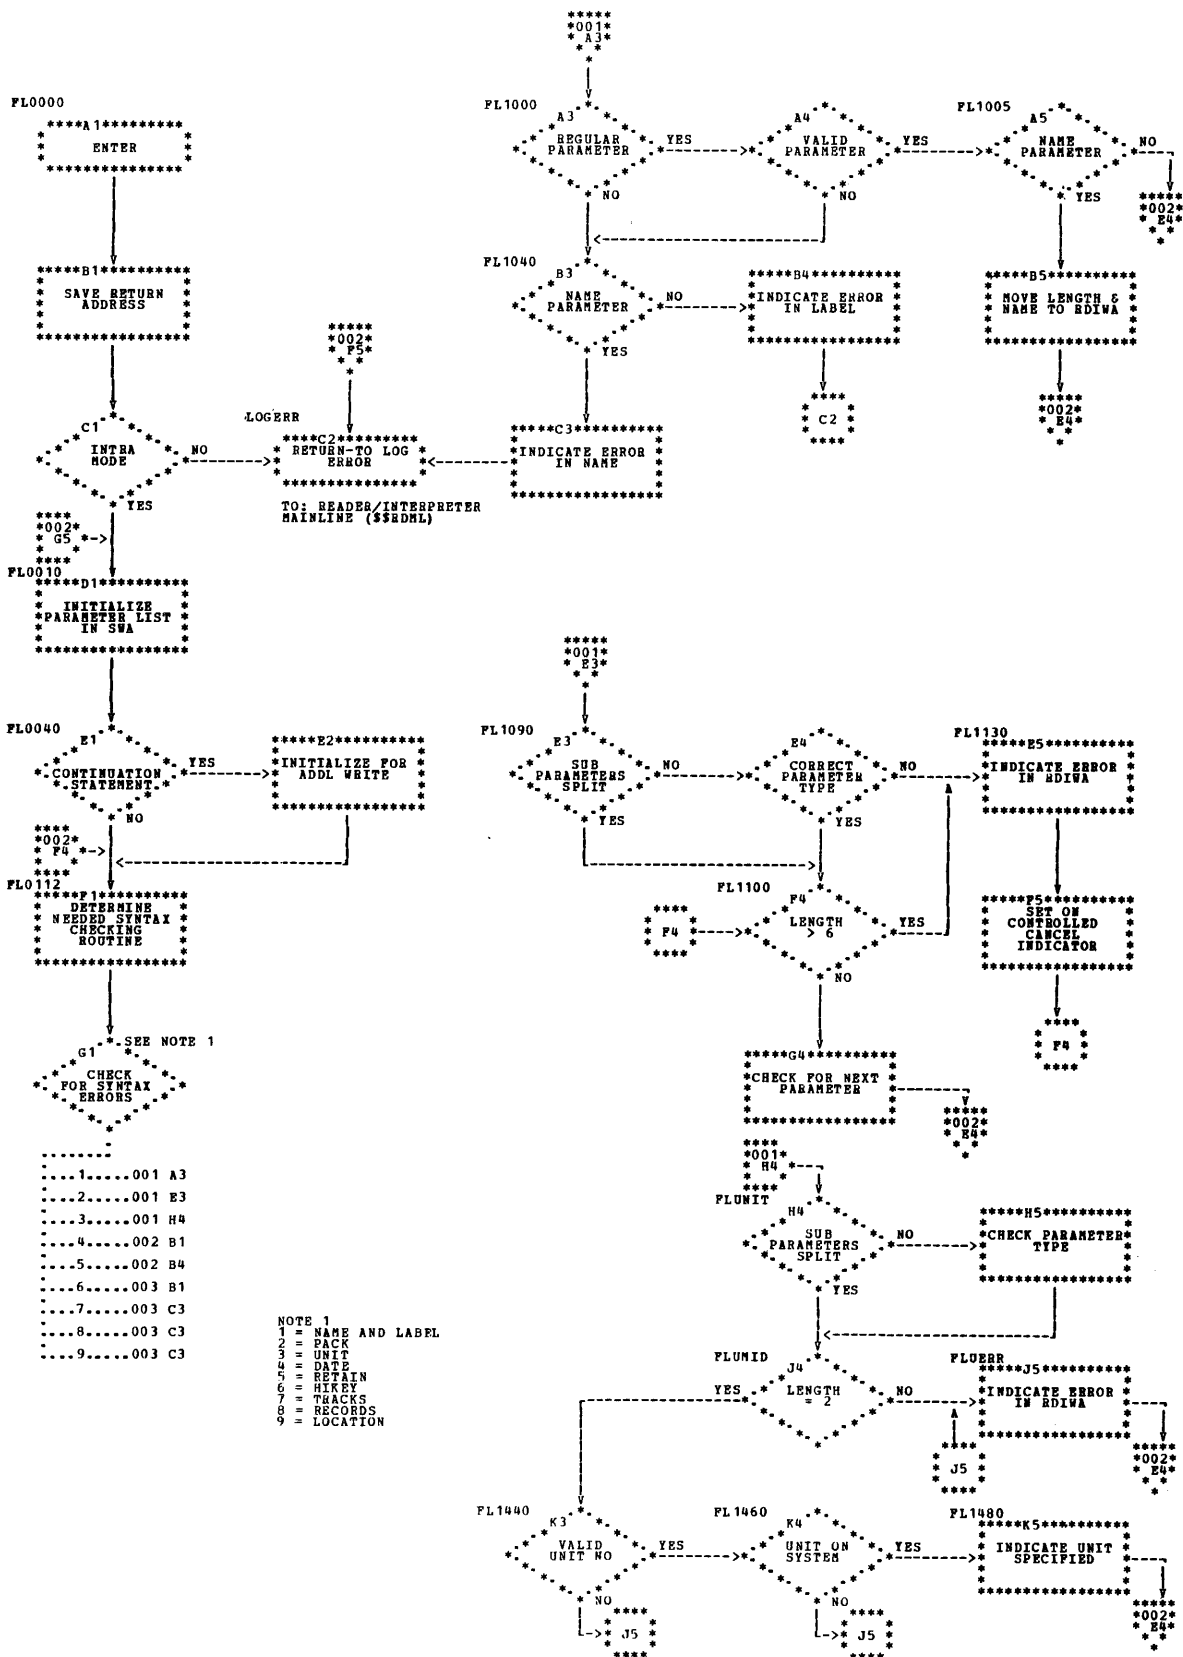 001
A3
FL0000
A1
ENTER
B1
SAVE RETURN
ADDRESS
C1
INTRA
MODE
NO
YES
002
F5
LOGERR
C2
RETURN-TO LOG
ERROR
TO: READER/INTERPRETER
MAINLINE ($$RDML)
002
G5
FL0010
D1
INITIALIZE
PARAMETER LIST
IN SWA
FL0040
E1
CONTINUATION
STATEMENT
YES
NO
E2
INITIALIZE FOR
ADDL WRITE
002
F4
FL0112
F1
DETERMINE
NEEDED SYNTAX
CHECKING
ROUTINE
SEE NOTE 1
G1
CHECK
FOR SYNTAX
ERRORS
....1.....001 A3
....2.....001 E3
....3.....001 H4
....4.....002 B1
....5.....002 B4
....6.....003 B1
....7.....003 C3
....8.....003 C3
....9.....003 C3
NOTE 1
1 = NAME AND LABEL
2 = PACK
3 = UNIT
4 = DATE
5 = RETAIN
6 = HIKEY
7 = TRACKS
8 = RECORDS
9 = LOCATION
FL1000
A3
REGULAR
PARAMETER
YES
NO
A4
VALID
PARAMETER
YES
NO
FL1005
A5
NAME
PARAMETER
NO
YES
002
E4
FL1040
B3
NAME
PARAMETER
NO
YES
B4
INDICATE ERROR
IN LABEL
C2
B5
MOVE LENGTH &
NAME TO RDIWA
002
E4
C3
INDICATE ERROR
IN NAME
001
E3
FL1090
E3
SUB
PARAMETERS
SPLIT
NO
YES
E4
CORRECT
PARAMETER
TYPE
NO
YES
FL1130
E5
INDICATE ERROR
IN RDIWA
FL1100
F4
F4
LENGTH
> 6
YES
NO
F5
SET ON
CONTROLLED
CANCEL
INDICATOR
F4
G4
CHECK FOR NEXT
PARAMETER
002
E4
001
H4
FLUNIT
H4
SUB
PARAMETERS
SPLIT
NO
YES
H5
CHECK PARAMETER
TYPE
FLUMID
J4
LENGTH
= 2
YES
NO
FLUERR
J5
INDICATE ERROR
IN RDIWA
J5
002
E4
FL1440
K3
VALID
UNIT NO
YES
NO
J5
FL1460
K4
UNIT ON
SYSTEM
YES
NO
J5
FL1480
K5
INDICATE UNIT
SPECIFIED
002
E4